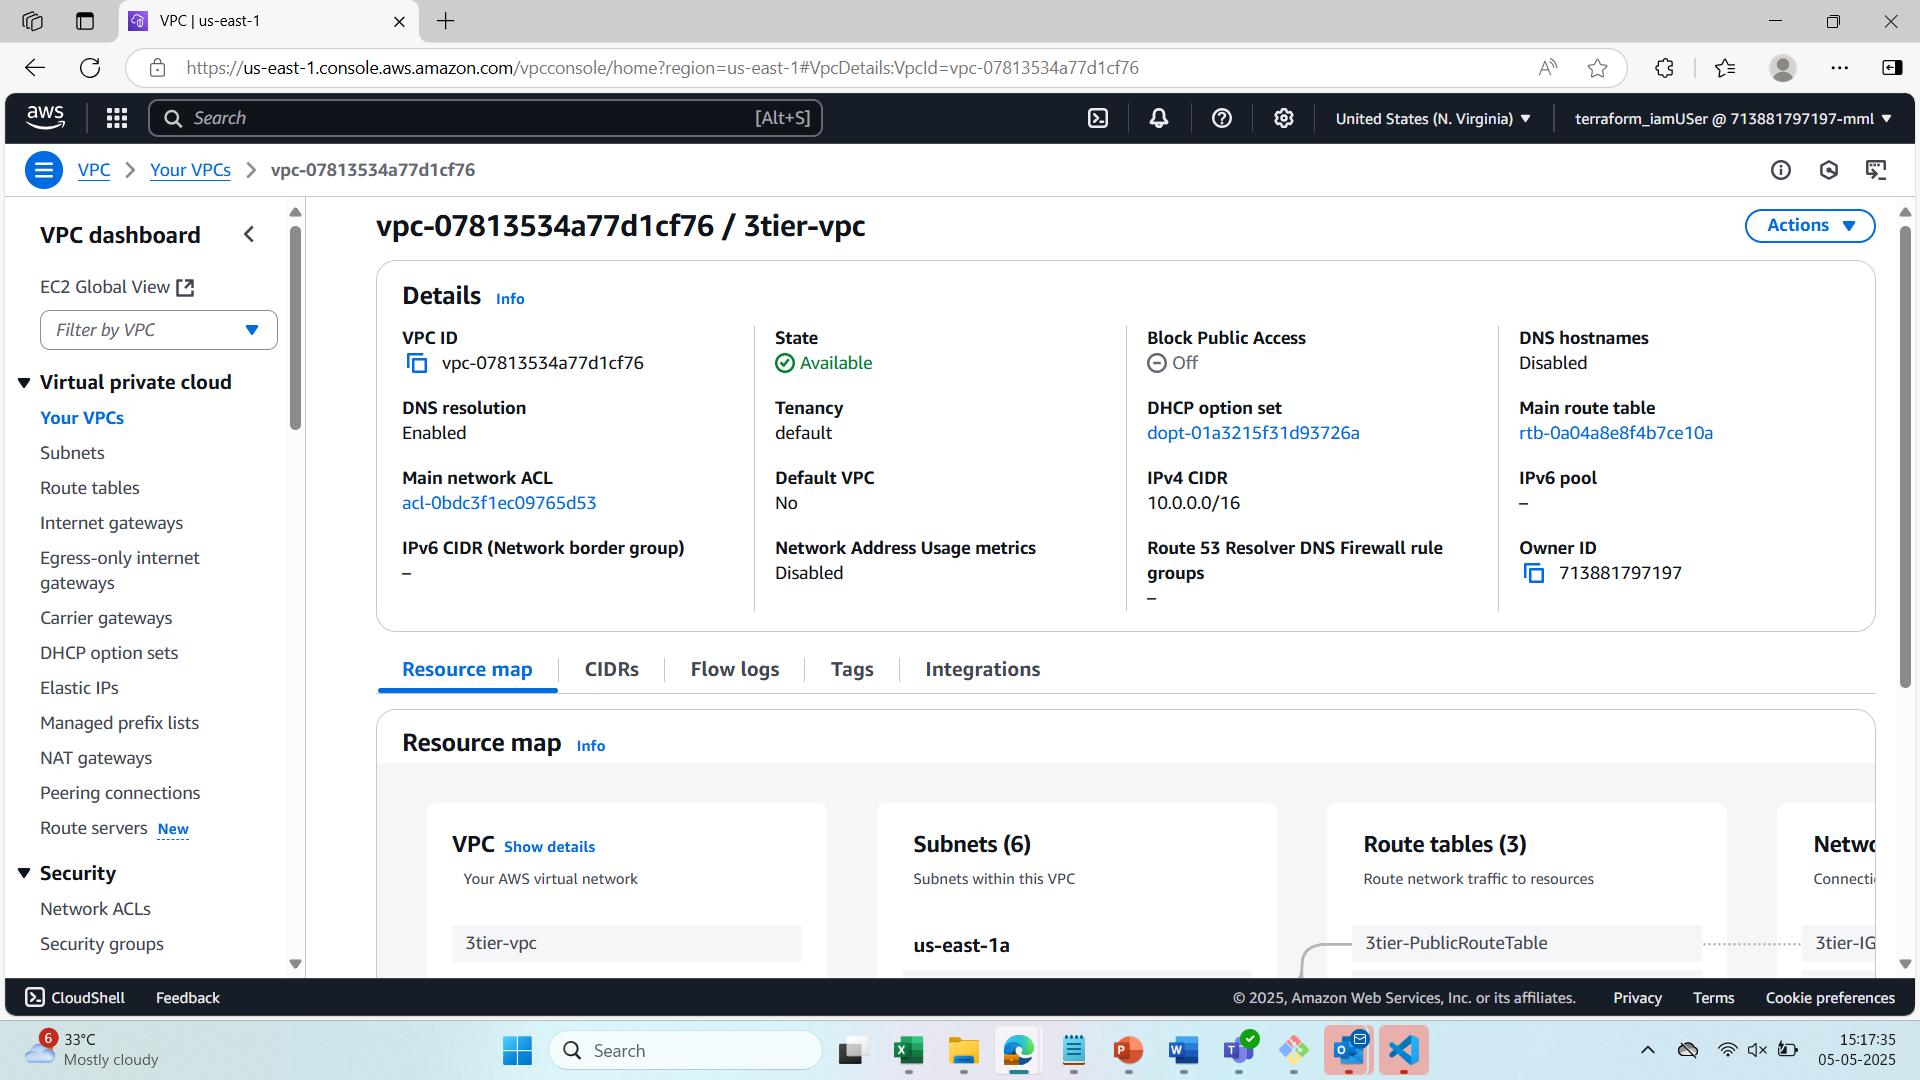 VPC | us-east-1
https://us-east-1.console.aws.amazon.com/vpcconsole/home?region=us-east-1#VpcDetails:VpcId=vpc-07813534a77d1cf76
aws
Search
[Alt+S]
United States (N. Virginia)
terraform_iamUSer @ 713881797197-mml
VPC
Your VPCs
vpc-07813534a77d1cf76
VPC dashboard
EC2 Global View
Filter by VPC
Virtual private cloud
Your VPCs
Subnets
Route tables
Internet gateways
Egress-only internet
gateways
Carrier gateways
DHCP option sets
Elastic IPs
Managed prefix lists
NAT gateways
Peering connections
Route servers New
Security
Network ACLs
Security groups
vpc-07813534a77d1cf76 / 3tier-vpc
Actions
Details Info
VPC ID
vpc-07813534a77d1cf76
State
Available
Block Public Access
Off
DNS hostnames
Disabled
DNS resolution
Enabled
Tenancy
default
DHCP option set
dopt-01a3215f31d93726a
Main route table
rtb-0a04a8e8f4b7ce10a
Main network ACL
acl-0bdc3f1ec09765d53
Default VPC
No
IPv4 CIDR
10.0.0.0/16
IPv6 pool
–
IPv6 CIDR (Network border group)
–
Network Address Usage metrics
Disabled
Route 53 Resolver DNS Firewall rule
groups
–
Owner ID
713881797197
Resource map
CIDRs
Flow logs
Tags
Integrations
Resource map Info
VPC Show details
Your AWS virtual network
3tier-vpc
Subnets (6)
Subnets within this VPC
us-east-1a
Route tables (3)
Route network traffic to resources
3tier-PublicRouteTable
Netwo
Connecti
3tier-IG
CloudShell
Feedback
© 2025, Amazon Web Services, Inc. or its affiliates.
Privacy
Terms
Cookie preferences
6
33°C
Mostly cloudy
Search
15:17:35
05-05-2025